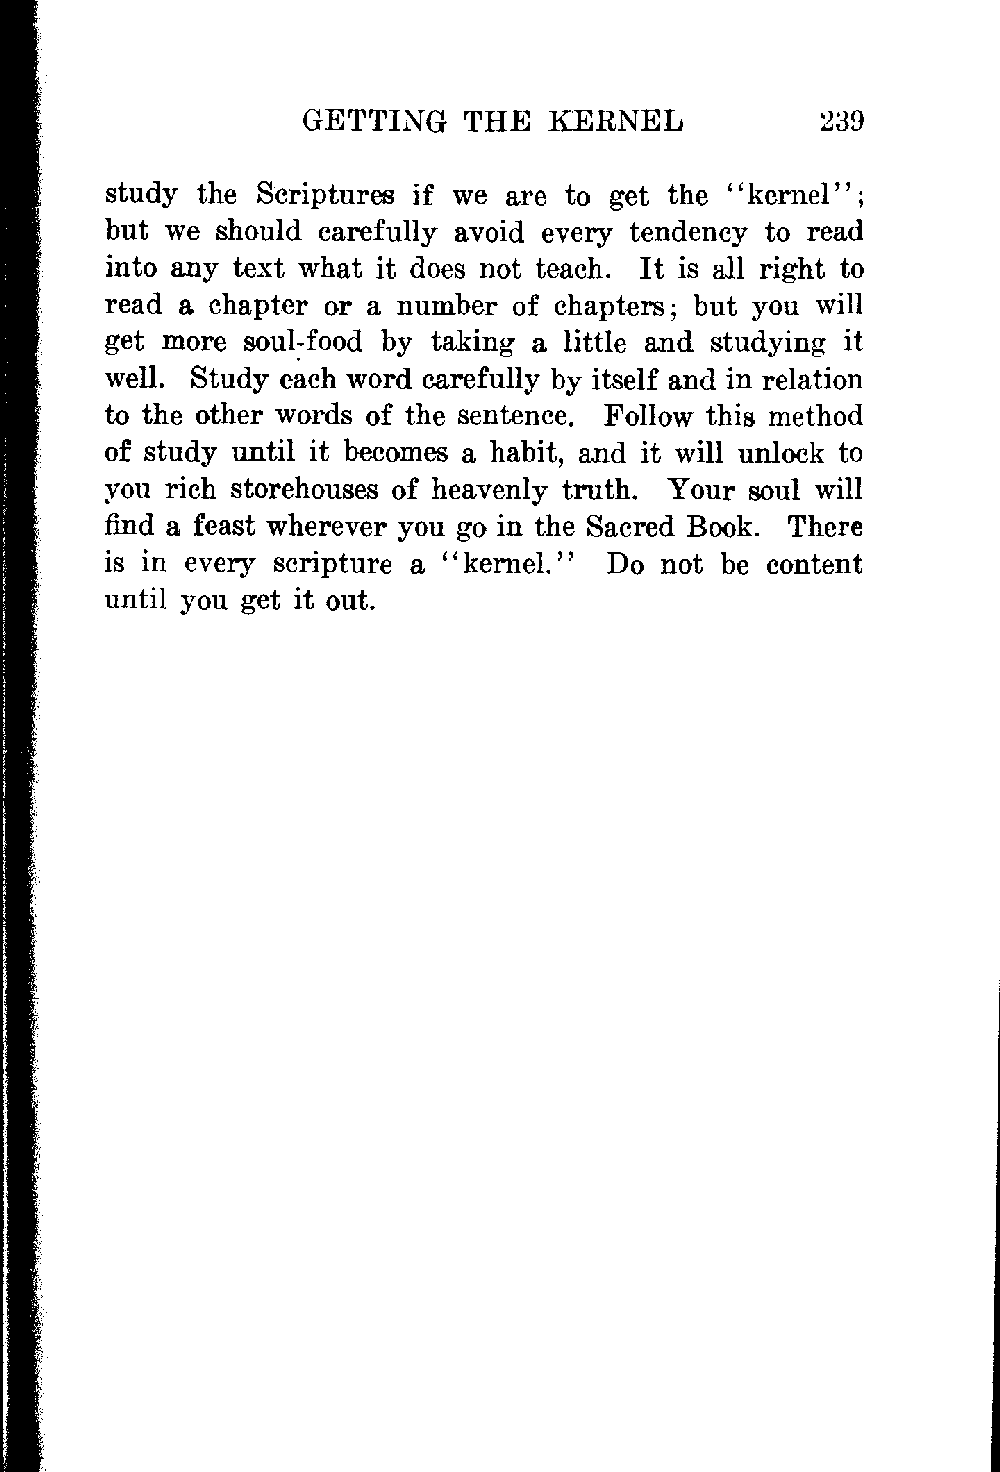 GETTING THE KERNEL 239
study the Scriptures if we are to get the "kernel";
but we should carefully avoid every tendency to read
into any text what it does not teach. It is all right to
read a chapter or a number of chapters; but you will
get more soul-food by taking a little and studying it
well. Study each word carefully by itself and in relation
to the other words of the sentence. Follow this method
of study until it becomes a habit, and it will unlock to
you rich storehouses of heavenly truth. Your soul will
find a feast wherever you go in the Sacred Book. There
is in every scripture a "kernel." Do not be content
until you get it out.